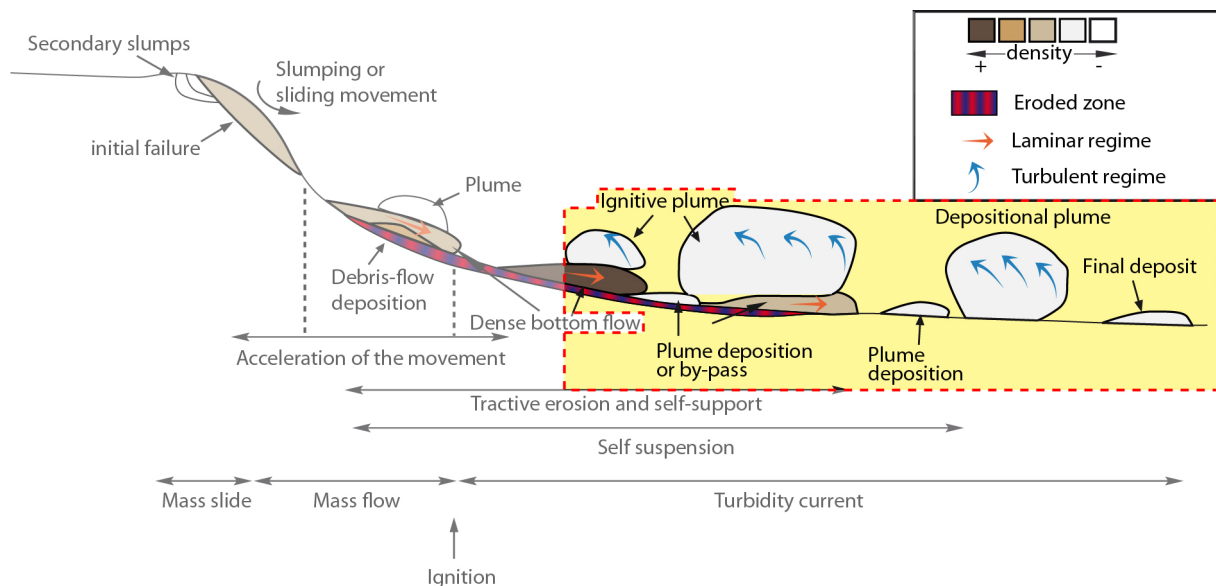 Secondary slumps
Slumping or
sliding movement
initial failure
Plume
Debris-flow
deposition
Dense bottom flow
Acceleration of the movement
Ignitive plume
Plume deposition
or by-pass
Depositional plume
Final deposit
Plume
deposition
density
+ -
Eroded zone
Laminar regime
Turbulent regime
Tractive erosion and self-support
Self suspension
Mass slide
Mass flow
Turbidity current
Ignition